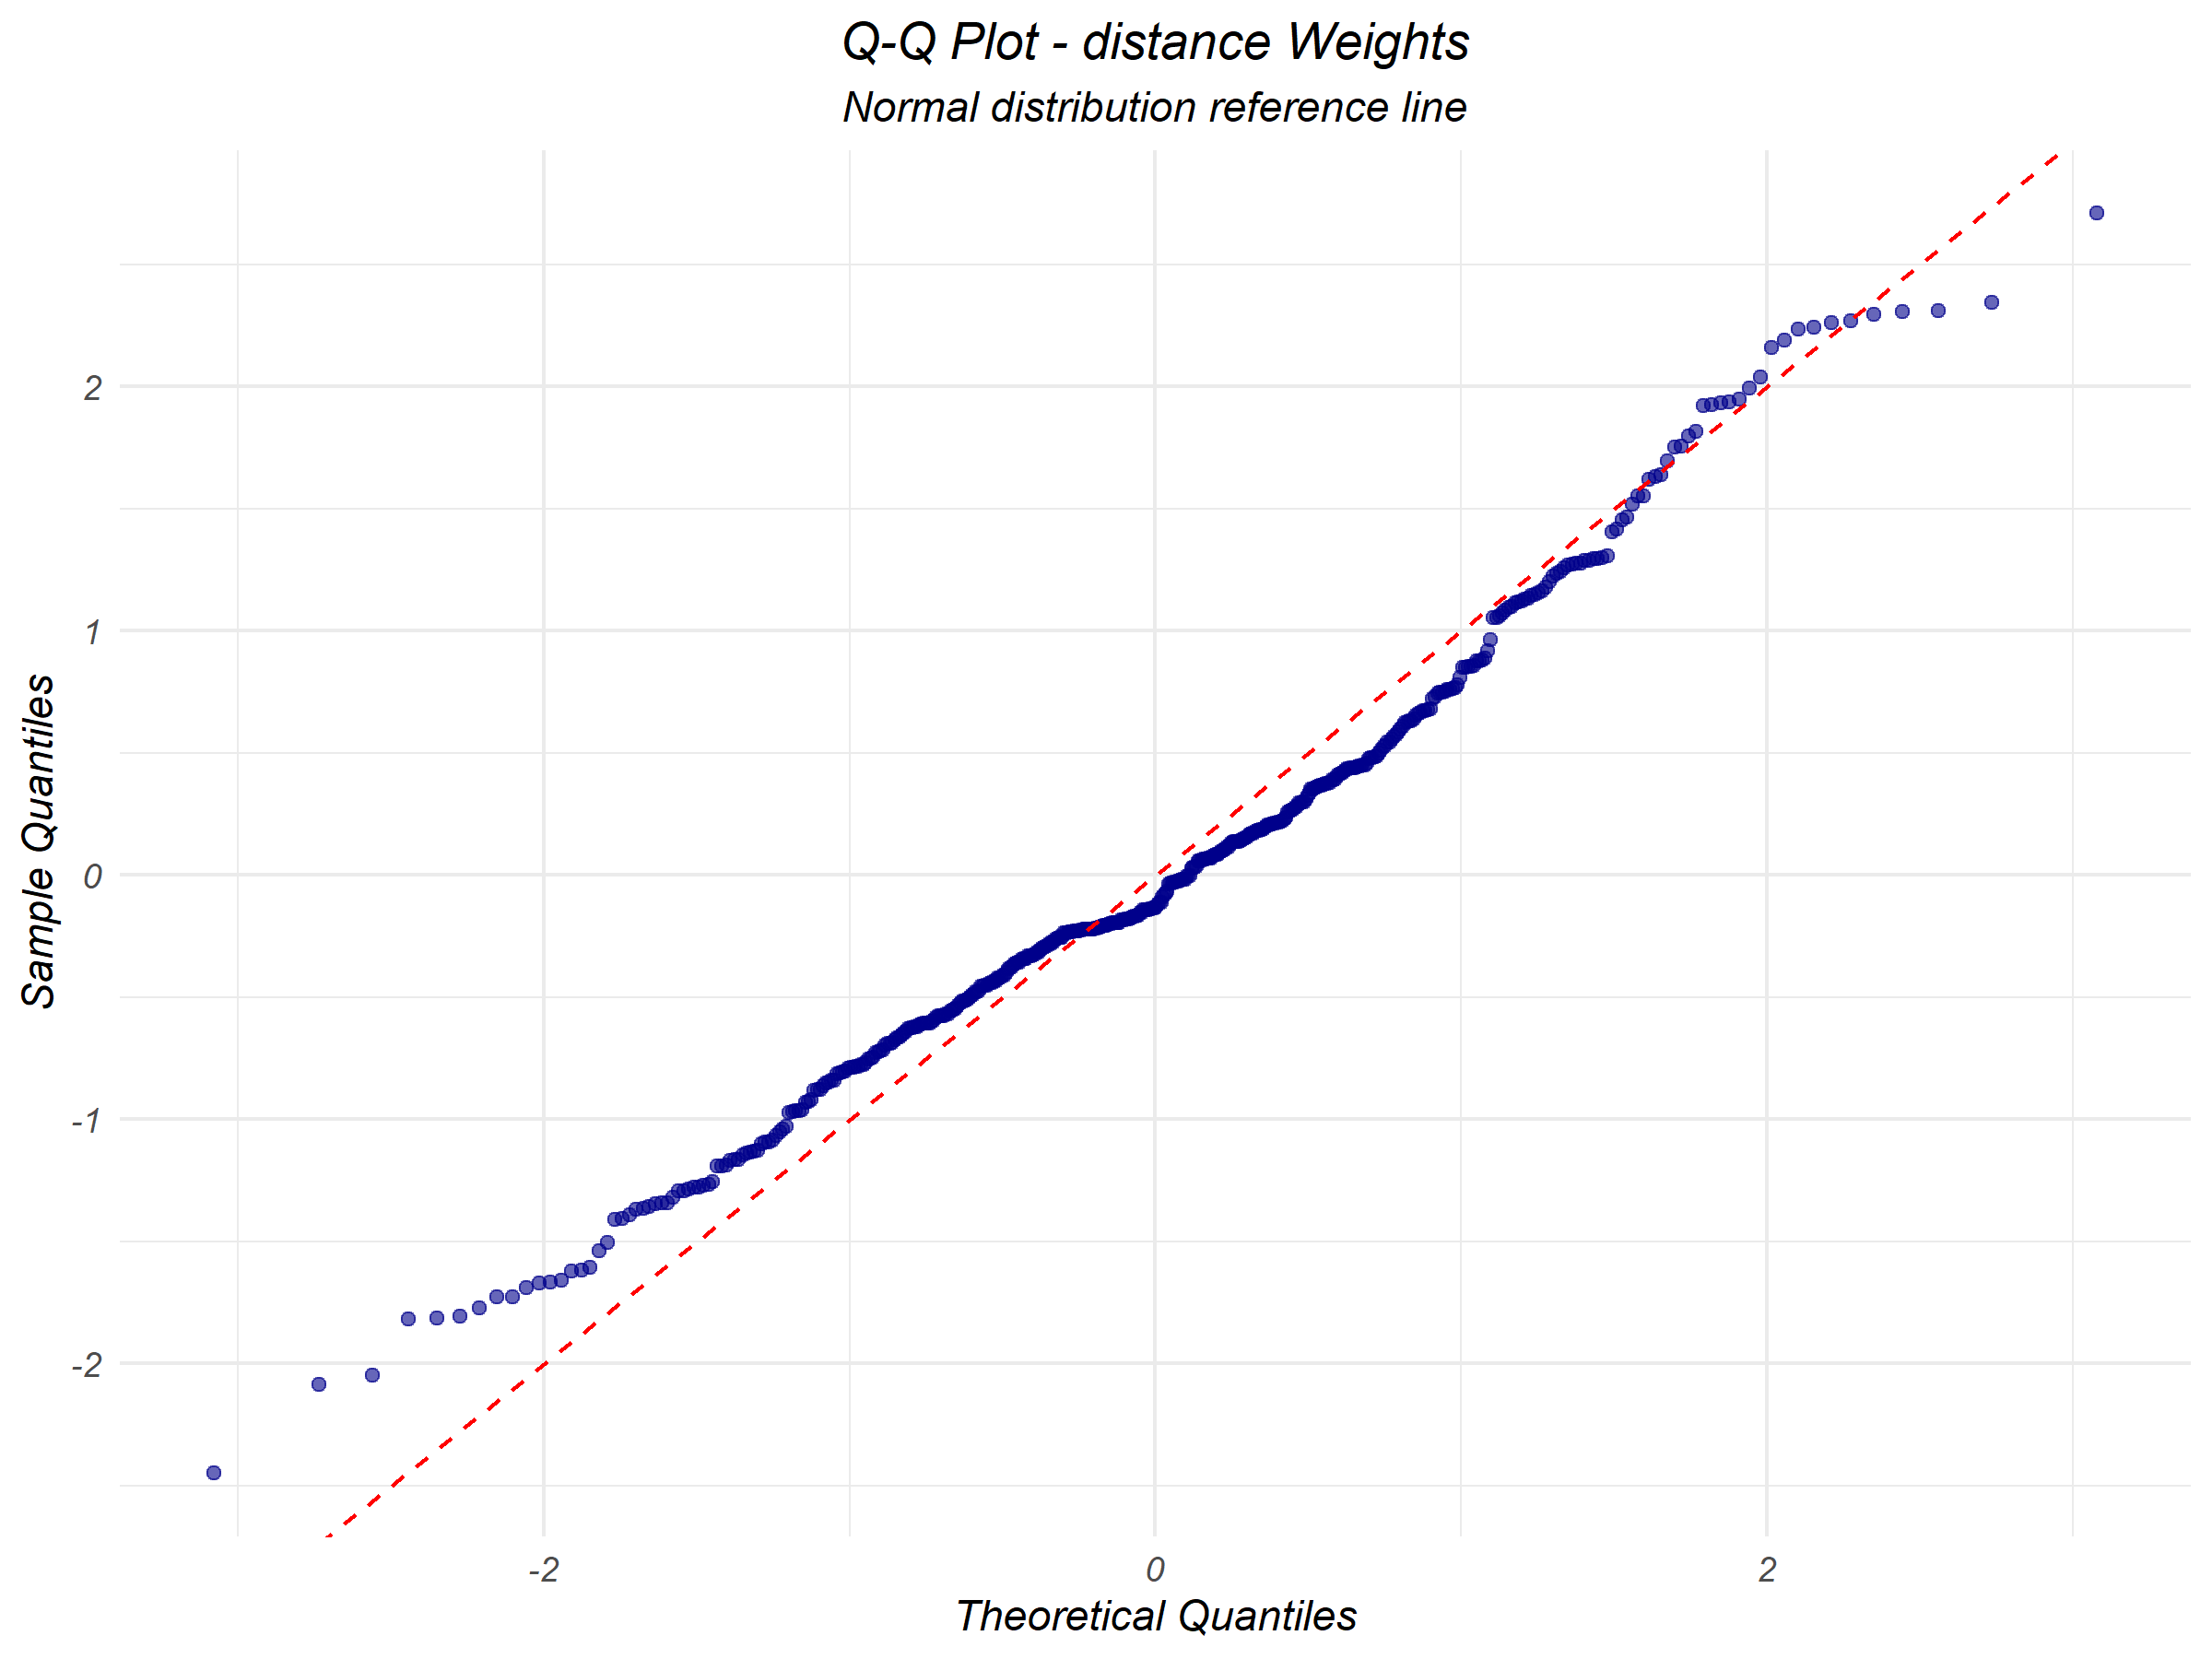 Q-Q Plot - distance Weights
Normal distribution reference line
Sample Quantiles
2
1
0
-1
-2
-2
0
2
Theoretical Quantiles